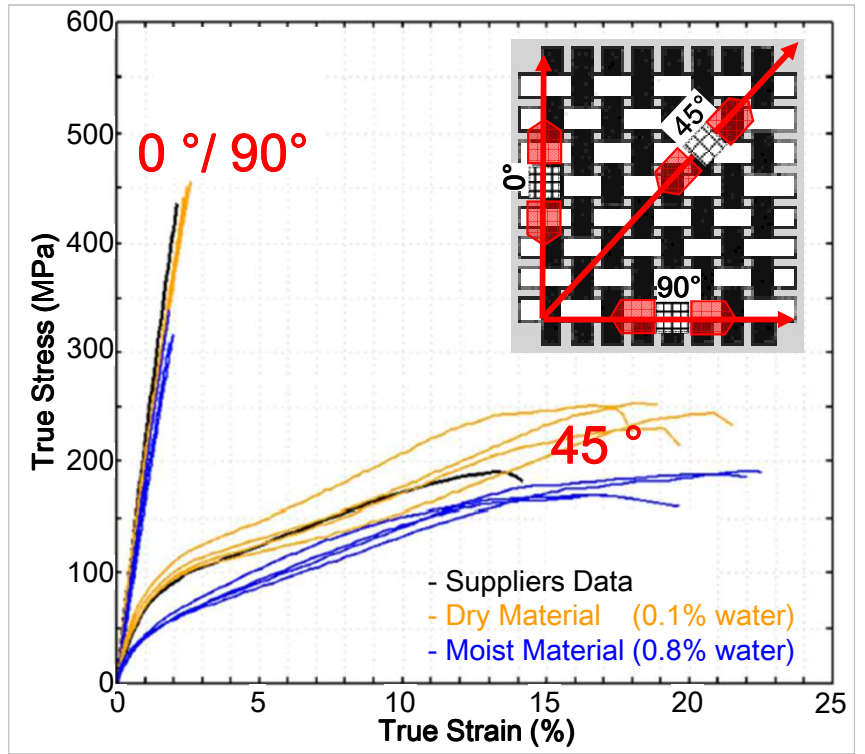 600
500
400
300
200
100
0
True Stress (MPa)
0 °/ 90°
0°
45°
90°
45 °
- Suppliers Data
- Dry Material (0.1% water)
- Moist Material (0.8% water)
0 5 10 15 20 25
True Strain (%)